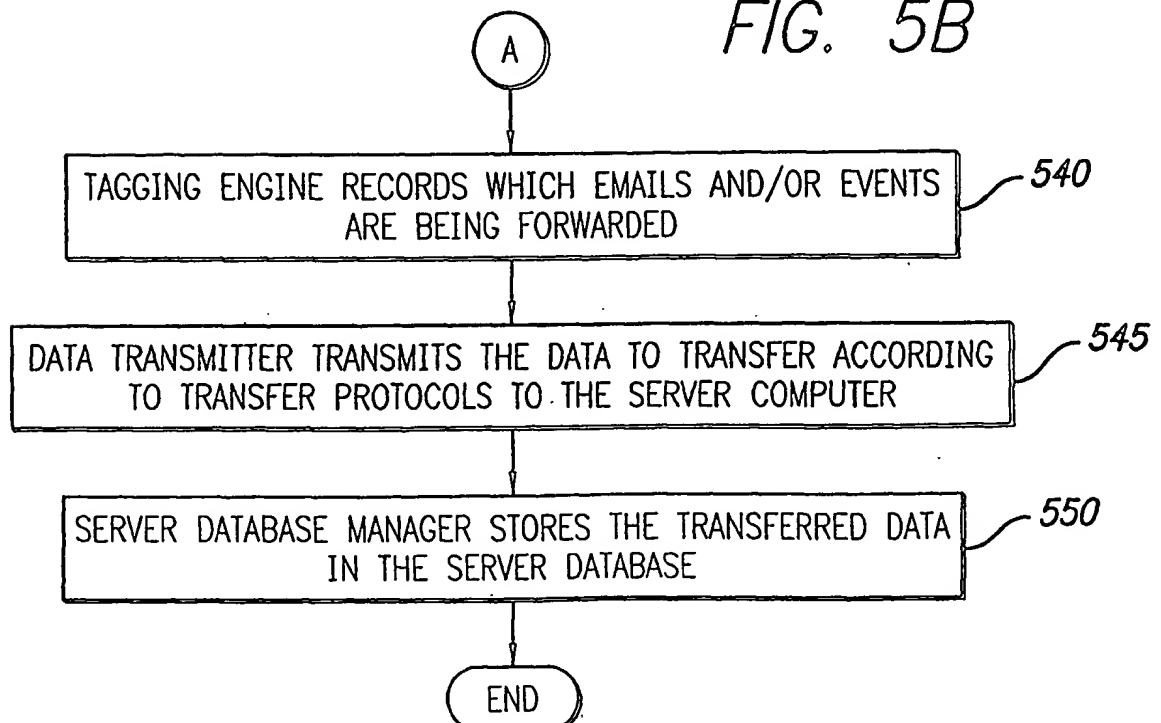 FIG. 5B
A
TAGGING ENGINE RECORDS WHICH EMAILS AND/OR EVENTS
ARE BEING FORWARDED
540
DATA TRANSMITTER TRANSMITS THE DATA TO TRANSFER ACCORDING
TO TRANSFER PROTOCOLS TO THE SERVER COMPUTER
545
SERVER DATABASE MANAGER STORES THE TRANSFERRED DATA
IN THE SERVER DATABASE
550
END